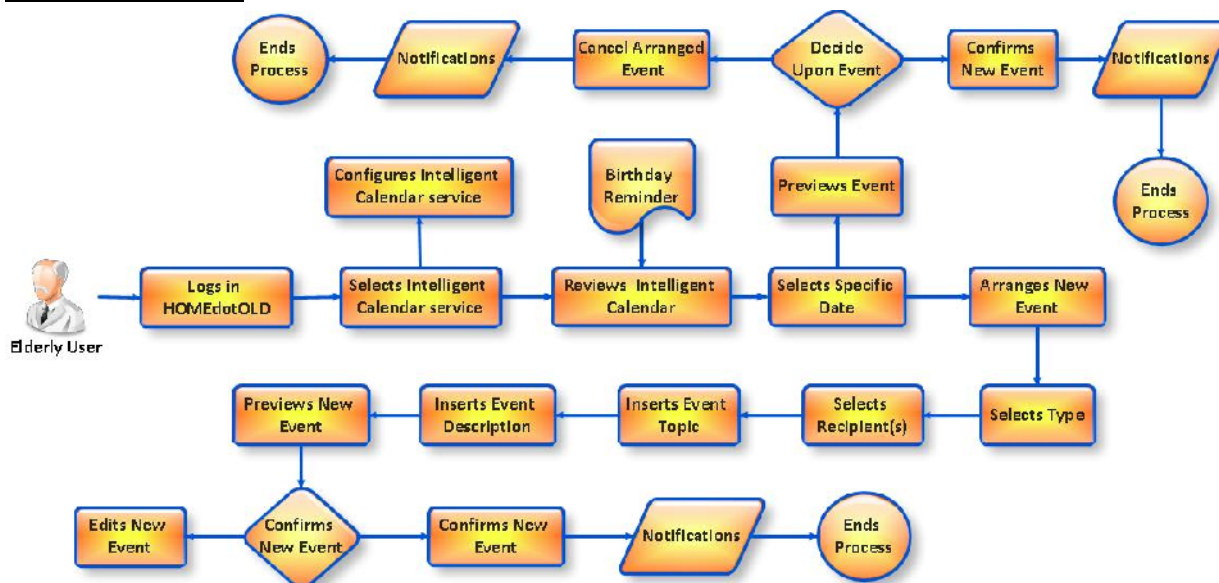 Ends
Process
Notifications
Cancel Arranged
Event
Decide
Upon Event
Confirms
New Event
Notifications
Configures Intelligent
Calendar service
Birthday
Reminder
Previews Event
Ends
Process
Elderly User
Logs in
HOMEdotOLD
Selects Intelligent
Calendar service
Reviews Intelligent
Calendar
Selects Specific
Date
Arranges New
Event
Previews New
Event
Inserts Event
Description
Inserts Event
Topic
Selects
Recipient(s)
Selects Type
Edits New
Event
Confirms
New Event
Confirms New
Event
Notifications
Ends
Process